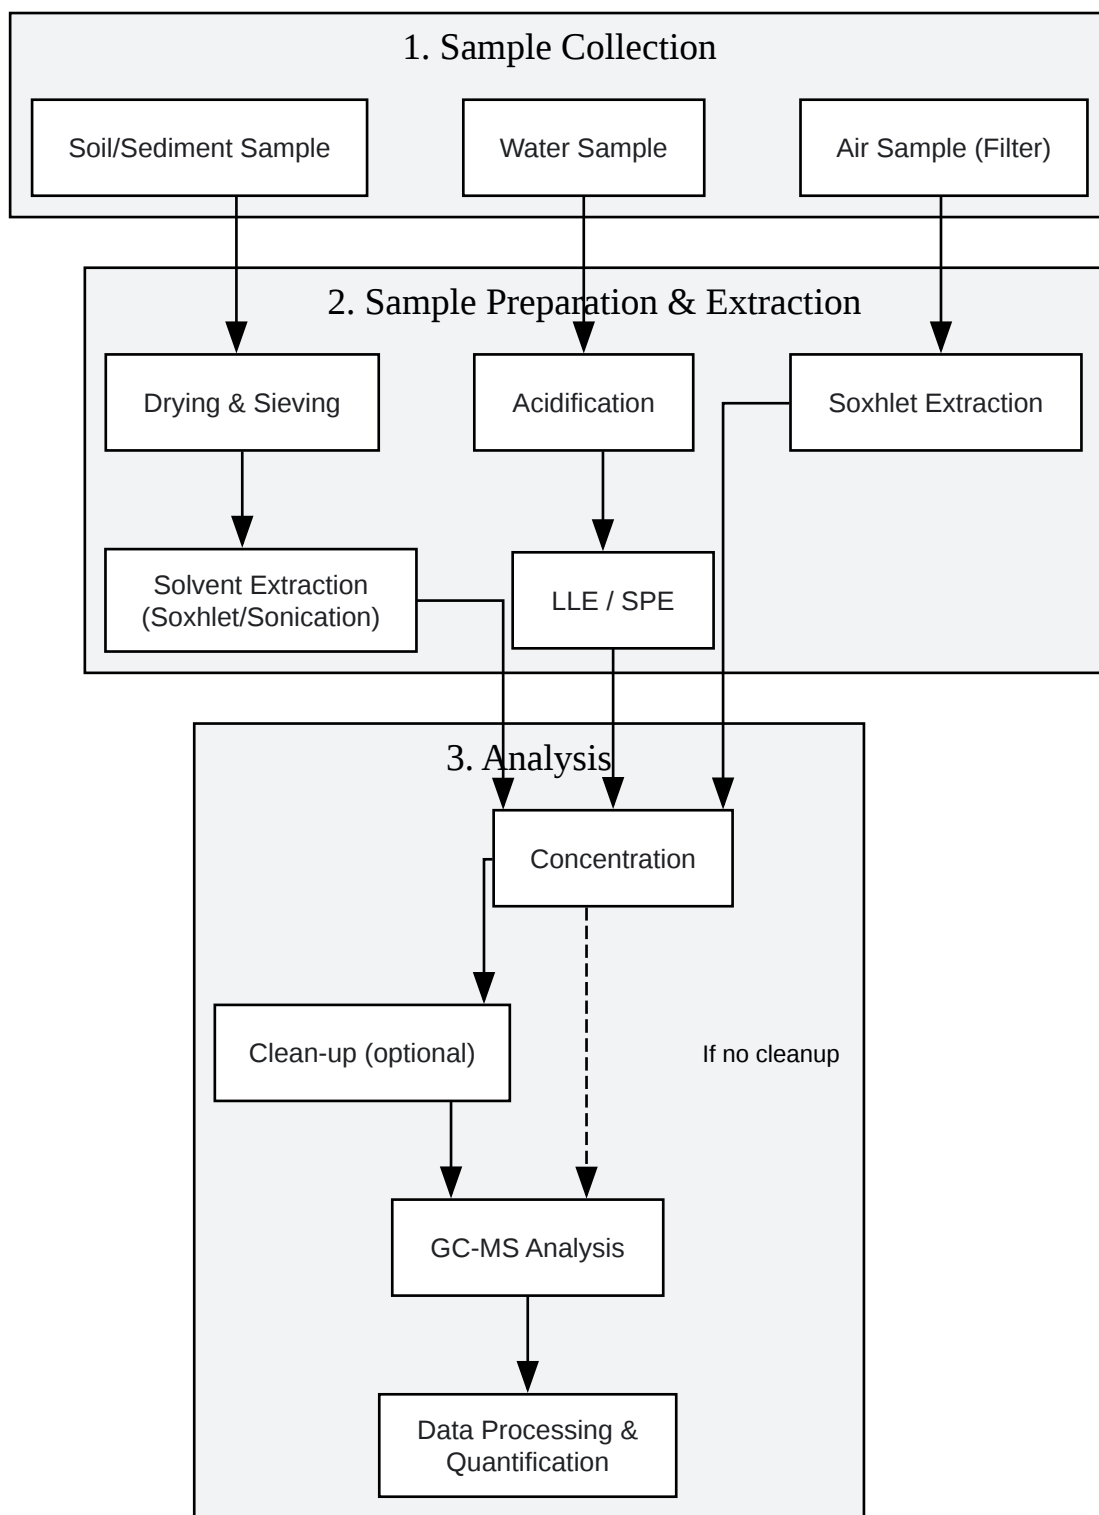 1. Sample Collection
Soil/Sediment Sample
Water Sample
Air Sample (Filter)
2. Sample Preparation & Extraction
Drying & Sieving
Acidification
Soxhlet Extraction
Solvent Extraction
(Soxhlet/Sonication)
LLE / SPE
3. Analysis
Concentration
Clean-up (optional)
If no cleanup
GC-MS Analysis
Data Processing &
Quantification